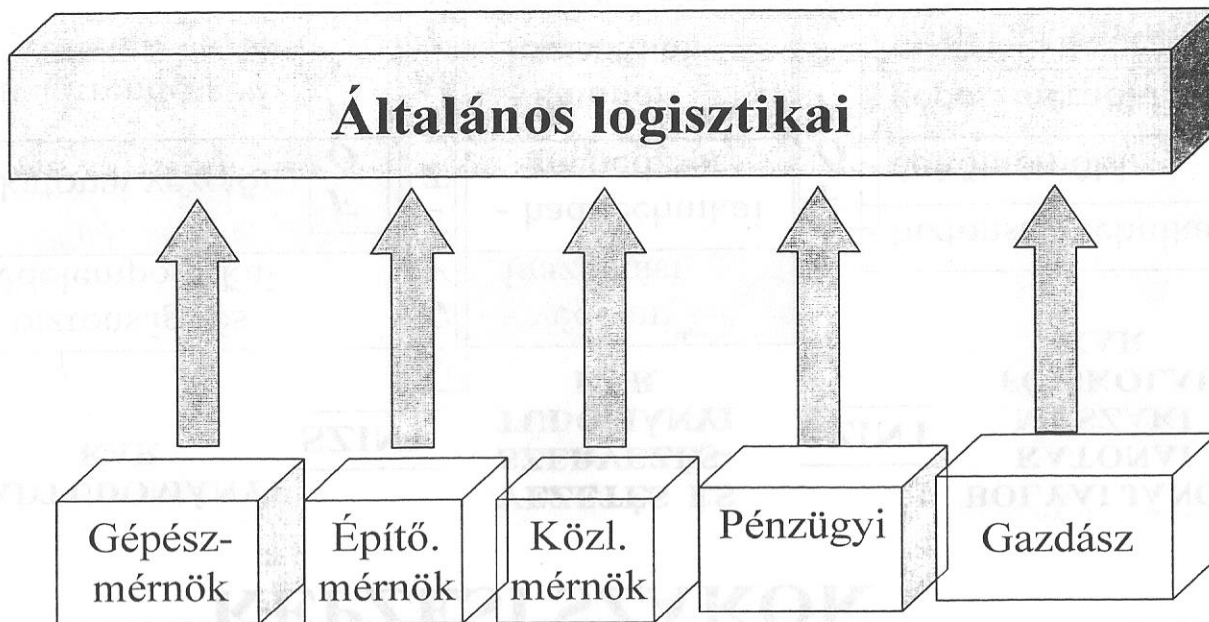 Általános logisztikai
Gépész-
mérnök
Építő.
mérnök
Közl.
mérnök
Pénzügyi
Gazdász